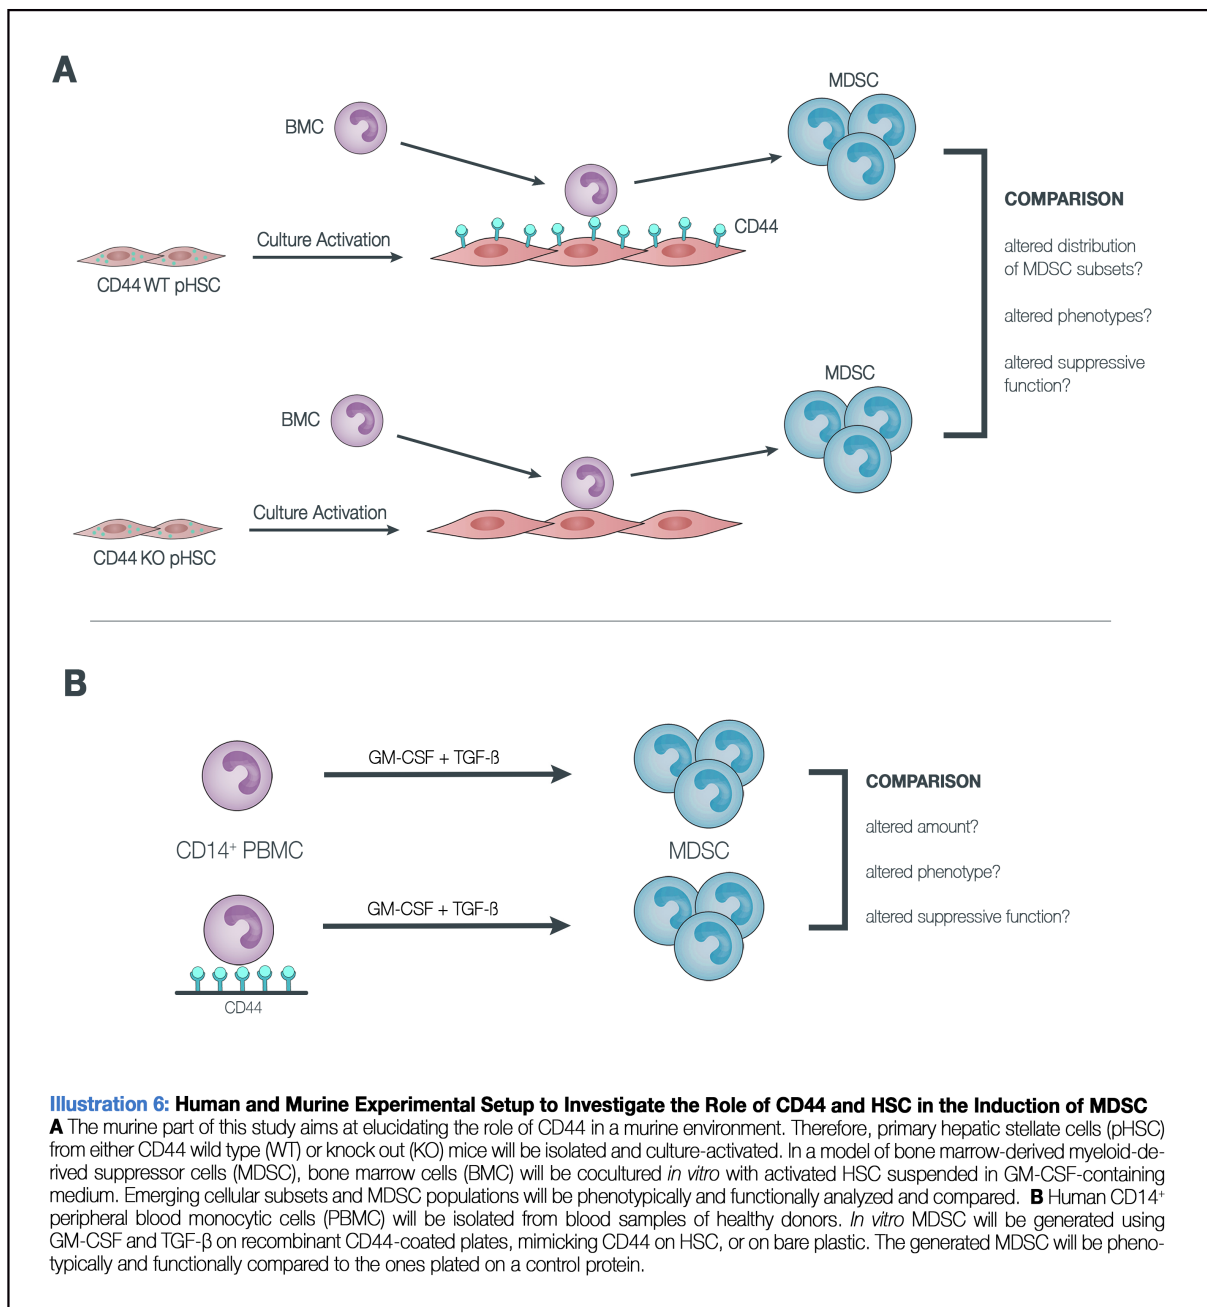 A
MDSC
BMC
COMPARISON
CD44
Culture Activation
altered distribution
of MDSC subsets?
CD44 WT pHSC
altered phenotypes?
altered suppressive
function?
MDSC
BMC
Culture Activation
CD44 KO pHSC
B
GM-CSF + TGF-ß
COMPARISON
altered amount?
CD14⁺ PBMC
MDSC
altered phenotype?
GM-CSF + TGF-ß
altered suppressive function?
CD44
Illustration 6: Human and Murine Experimental Setup to Investigate the Role of CD44 and HSC in the Induction of MDSC
A The murine part of this study aims at elucidating the role of CD44 in a murine environment. Therefore, primary hepatic stellate cells (pHSC)
from either CD44 wild type (WT) or knock out (KO) mice will be isolated and culture-activated. In a model of bone marrow-derived myeloid-de-
rived suppressor cells (MDSC), bone marrow cells (BMC) will be cocultured in vitro with activated HSC suspended in GM-CSF-containing
medium. Emerging cellular subsets and MDSC populations will be phenotypically and functionally analyzed and compared. B Human CD14⁺
peripheral blood monocytic cells (PBMC) will be isolated from blood samples of healthy donors. In vitro MDSC will be generated using
GM-CSF and TGF-β on recombinant CD44-coated plates, mimicking CD44 on HSC, or on bare plastic. The generated MDSC will be pheno-
typically and functionally compared to the ones plated on a control protein.